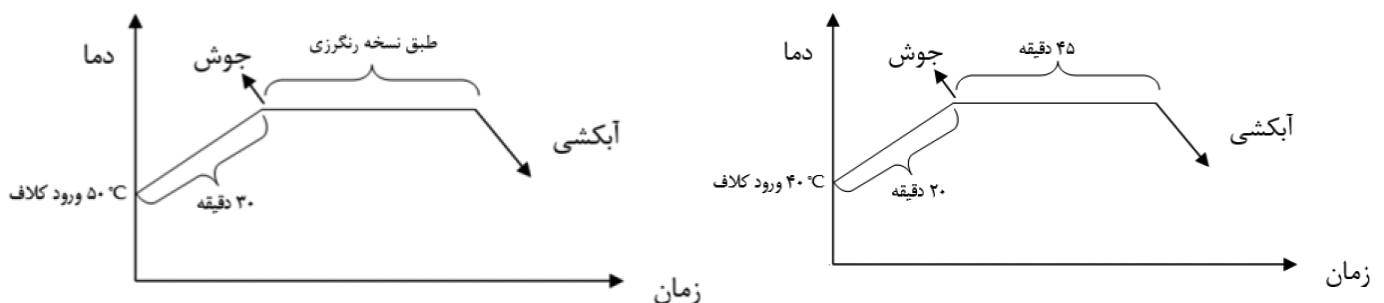 دما
جوش
۴۵ دقیقه
آبکشی
۴۰ °C ورود کلاف
۲۰ دقیقه
زمان
دما
جوش
طبق نسخه رنگرزی
آبکشی
۵۰ °C ورود کلاف
۳۰ دقیقه
زمان